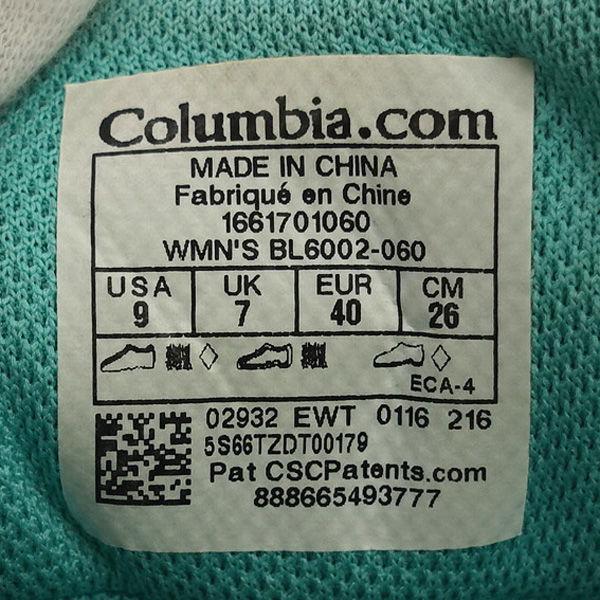 Columbia.com
MADE IN CHINA
Fabriqué en Chine
1661701060
WMN'S BL6002-060
USA UK EUR CM
9 7 40 26
ECA-4
02932 EWT 0116 216
5S66TZDT00179
Pat CSCPatents.com
888665493777